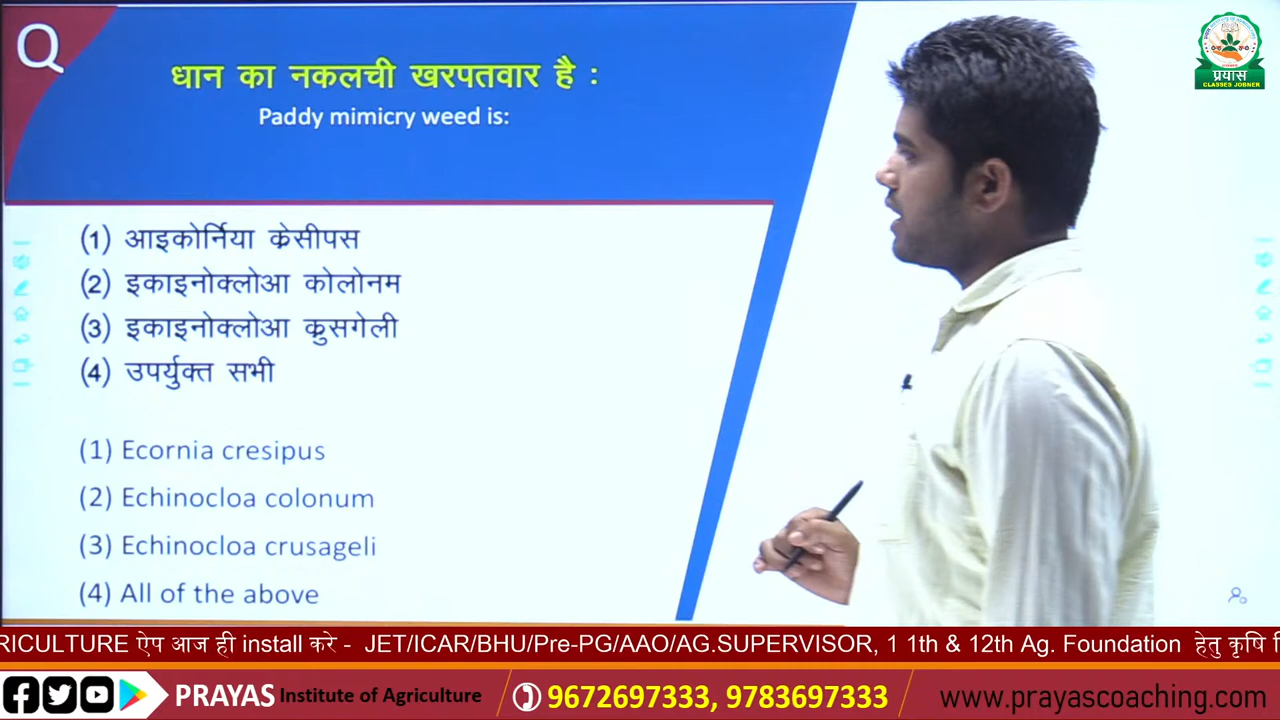 Q
धान का नकलची खरपतवार है :
Paddy mimicry weed is:
(1) आइकोर्निया क्रेसीपस
(2) इकाइनोक्लोआ कोलोनम
(3) इकाइनोक्लोआ क्रुसगेली
(4) उपर्युक्त सभी
(1) Ecornia cresipus
(2) Echinocloa colonum
(3) Echinocloa crusageli
(4) All of the above
प्रयास
CLASSES JOBNER
RICULTURE ऐप आज ही install करे - JET/ICAR/BHU/Pre-PG/AAO/AG.SUPERVISOR, 1 1th & 12th Ag. Foundation हेतु कृषि
PRAYAS Institute of Agriculture 9672697333, 9783697333 www.prayascoaching.com